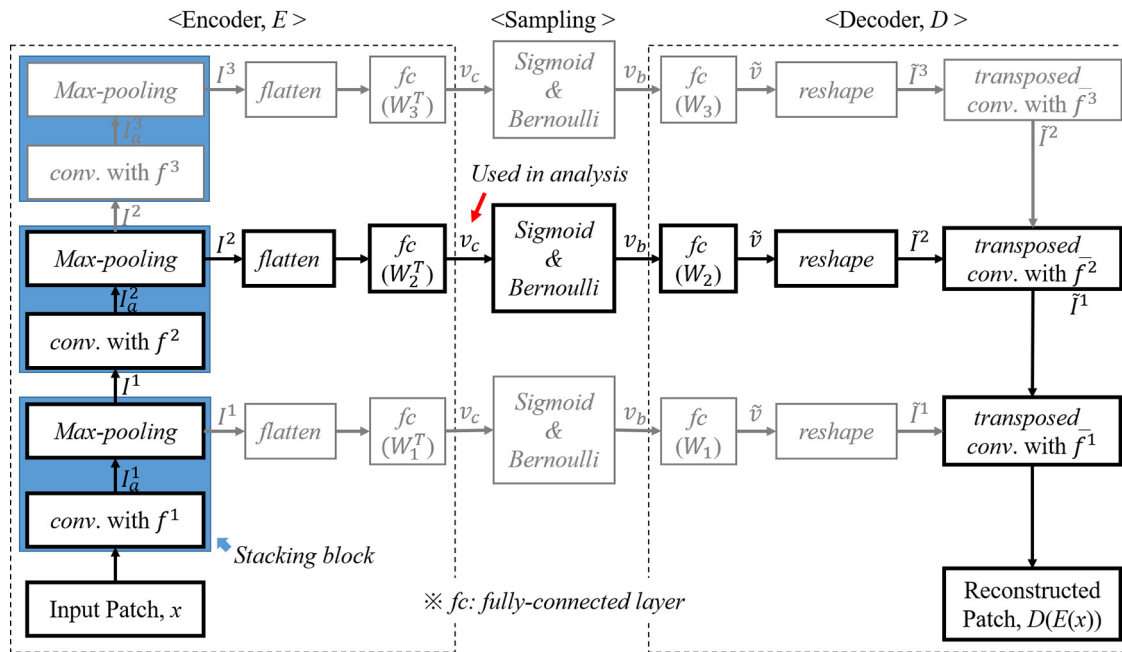 <Encoder, E>
<Sampling >
<Decoder, D>
Max-pooling
I³
flatten
fc
(W₃ᵀ)
v_c
Sigmoid
&
Bernoulli
v_b
fc
(W₃)
ṽ
reshape
Ĩ³
transposed_
conv. with f³
I_a³
conv. with f³
Ĩ²
I²
Used in analysis
Max-pooling
I²
flatten
fc
(W₂ᵀ)
v_c
Sigmoid
&
Bernoulli
v_b
fc
(W₂)
ṽ
reshape
Ĩ²
transposed_
conv. with f²
I_a²
Ĩ¹
conv. with f²
I¹
Max-pooling
I¹
flatten
fc
(W₁ᵀ)
v_c
Sigmoid
&
Bernoulli
v_b
fc
(W₁)
ṽ
reshape
Ĩ¹
transposed_
conv. with f¹
I_a¹
conv. with f¹
Stacking block
Input Patch, x
※ fc: fully-connected layer
Reconstructed
Patch, D(E(x))